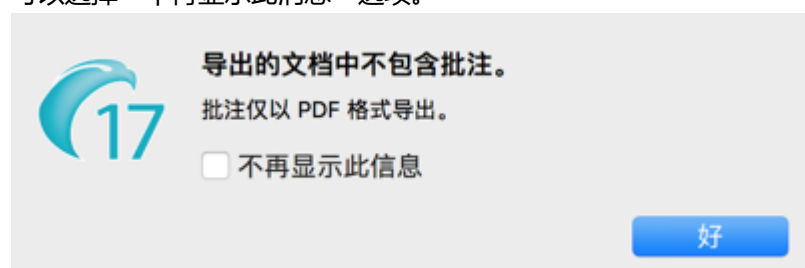 可以选择“不再显示此消息”选项。
导出的文档中不包含批注。
17
批注仅以 PDF 格式导出。
不再显示此信息
好